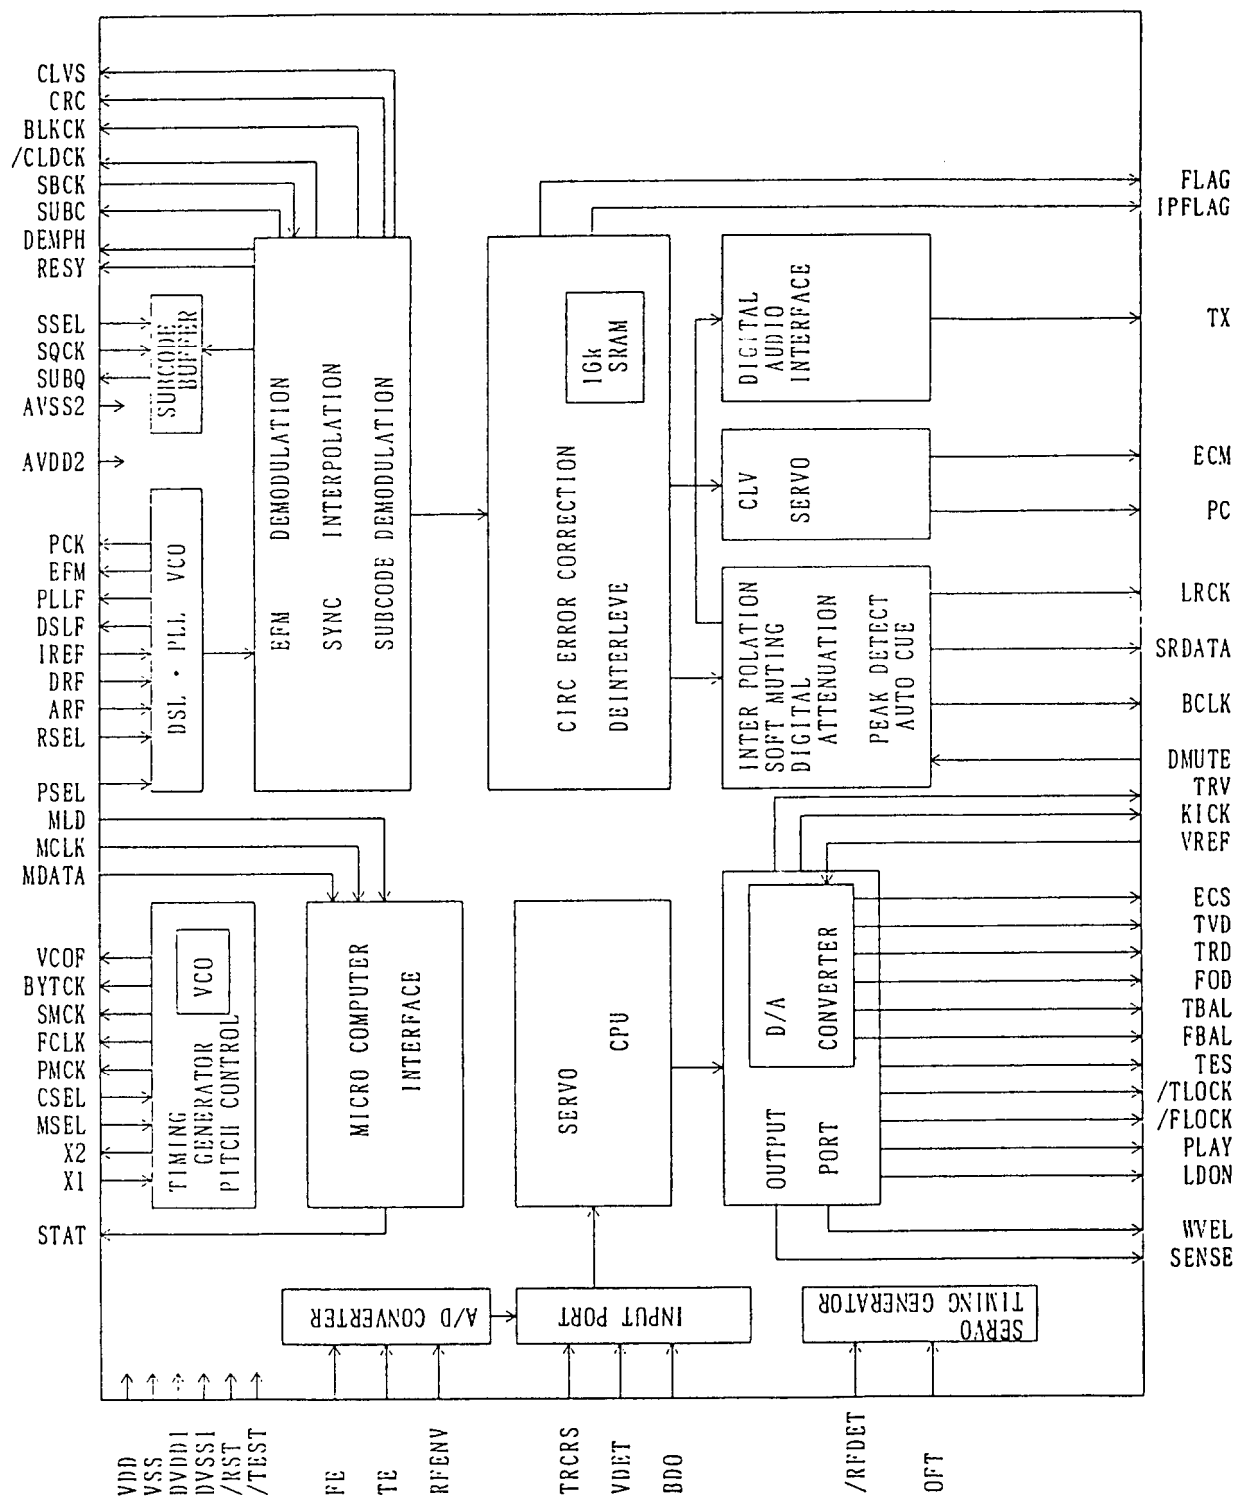 CLVS
CRC
BLKCK
/CLDCK
SBCK
SUBC
DEMPH
RESY
SSEL
SQCK
SUBQ
AVSS2
AVDD2
PCK
EFM
PLLF
DSLF
IREF
DRF
ARF
RSEL
PSEL
MLD
MCLK
MDATA
VCOF
BYTCK
SMCK
FCLK
PMCK
CSEL
MSEL
X2
X1
STAT
SUBCODE
BUFFER
DSL・PLL VCO
EFM DEMODULATION
SYNC INTERPOLATION
SUBCODE DEMODULATION
CIRC ERROR CORRECTION
DEINTERLEVE
16k
SRAM
DIGITAL
AUDIO
INTERFACE
CLV
SERVO
INTER POLATION
SOFT MUTING
DIGITAL
ATTENUATION
PEAK DETECT
AUTO CUE
TIMING
GENERATOR
PITCH CONTROL
VCO
MICRO COMPUTER
INTERFACE
SERVO CPU
OUTPUT
PORT
D/A
CONVERTER
A/D CONVERTER
INPUT PORT
SERVO
TIMING GENERATOR
FLAG
IPFLAG
TX
ECM
PC
LRCK
SRDATA
BCLK
DMUTE
TRV
KICK
VREF
ECS
TVD
TRD
FOD
TBAL
FBAL
TES
/TLOCK
/FLOCK
PLAY
LDON
WVEL
SENSE
VDD
VSS
DVDD1
DVSS1
/RST
/TEST
FE
TE
RFENV
TRCRS
VDET
BDO
/RFDET
OFT